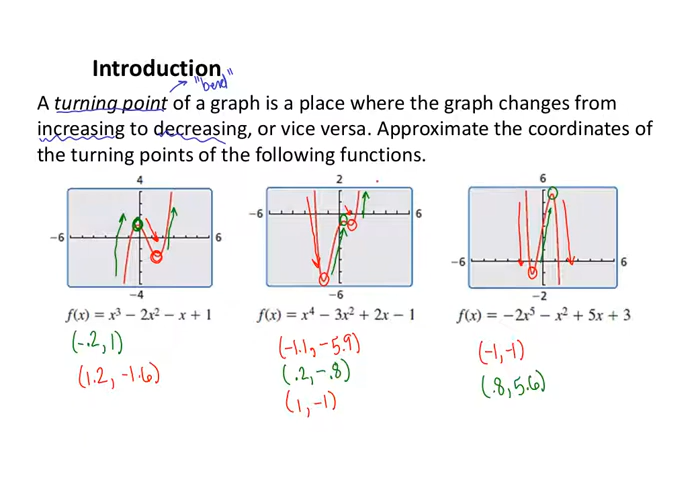 Introduction
"bend"
A turning point of a graph is a place where the graph changes from
increasing to decreasing, or vice versa. Approximate the coordinates of
the turning points of the following functions.
4 2 6
-6 6 -6 6 -6 6
-4 -6 -2
f(x) = x³ − 2x² − x + 1 f(x) = x⁴ − 3x² + 2x − 1 f(x) = −2x⁵ − x² + 5x + 3
(-.2, 1) (-1.1, -5.9) (-1, -1)
(1.2, -1.6) (.2, -.8) (.8, 5.6)
(1, -1)